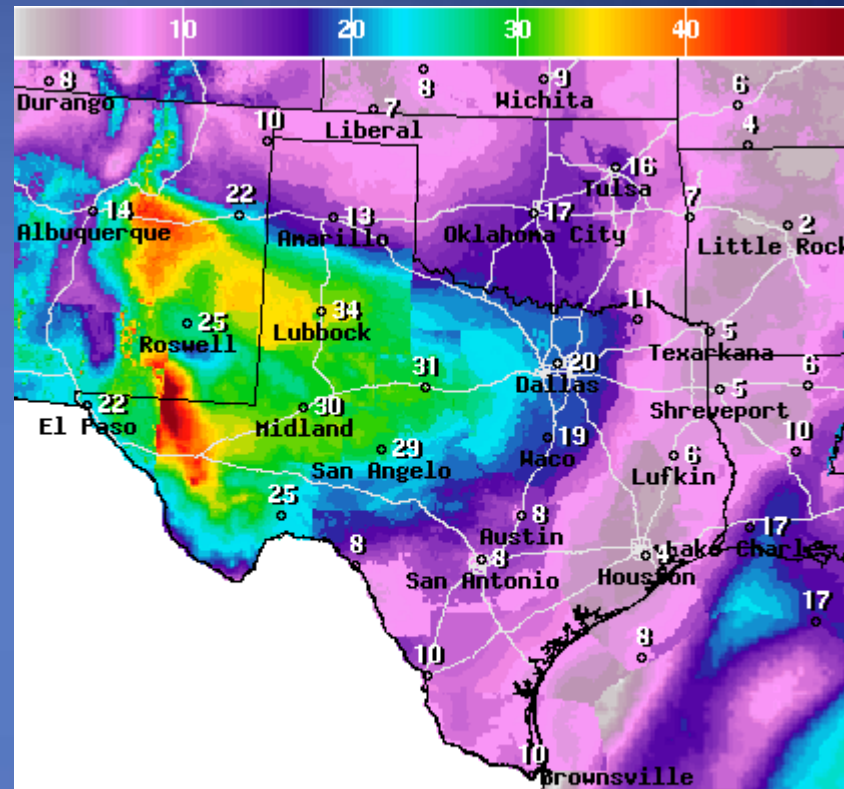 10 20 30 40
8 8 9 6
Durango Wichita
7
Liberal
10 4
16
Tulsa
14 22 13 17 7 2
Albuquerque Amarillo Oklahoma City Little Rock
25 34 11 5
Roswell Lubbock Texarkana
31 20 5 6
Dallas Shreveport
22 30
El Paso Midland
29 19 6 10
San Angelo Waco Lufkin
25 8 17
Austin
8 8 4 Lake Charles
San Antonio Houston
17
8
10
10
Brownsville